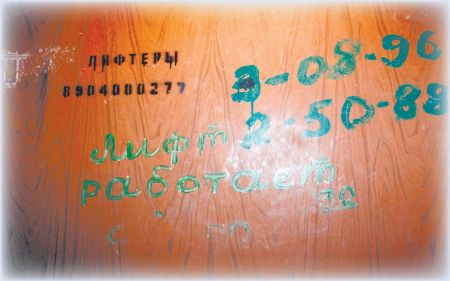 ЛИФТЕРЫ
8904000277
3-08-96
2-50-88
Лифт
работает